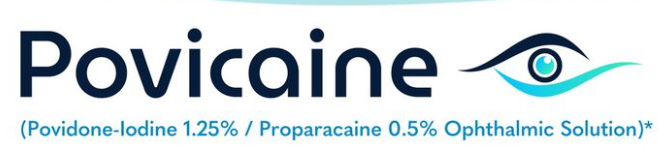 Povicaine
(Povidone-Iodine 1.25% / Proparacaine 0.5% Ophthalmic Solution)*